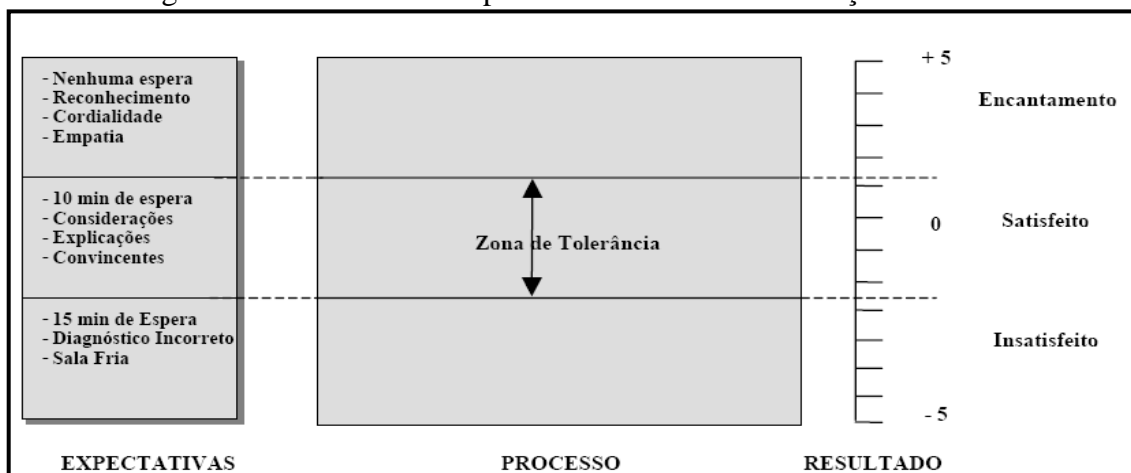 - Nenhuma espera
- Reconhecimento
- Cordialidade
- Empatia
- 10 min de espera
- Considerações
- Explicações
- Convincentes
- 15 min de Espera
- Diagnóstico Incorreto
- Sala Fria
Zona de Tolerância
+ 5
Encantamento
0
Satisfeito
Insatisfeito
- 5
EXPECTATIVAS
PROCESSO
RESULTADO